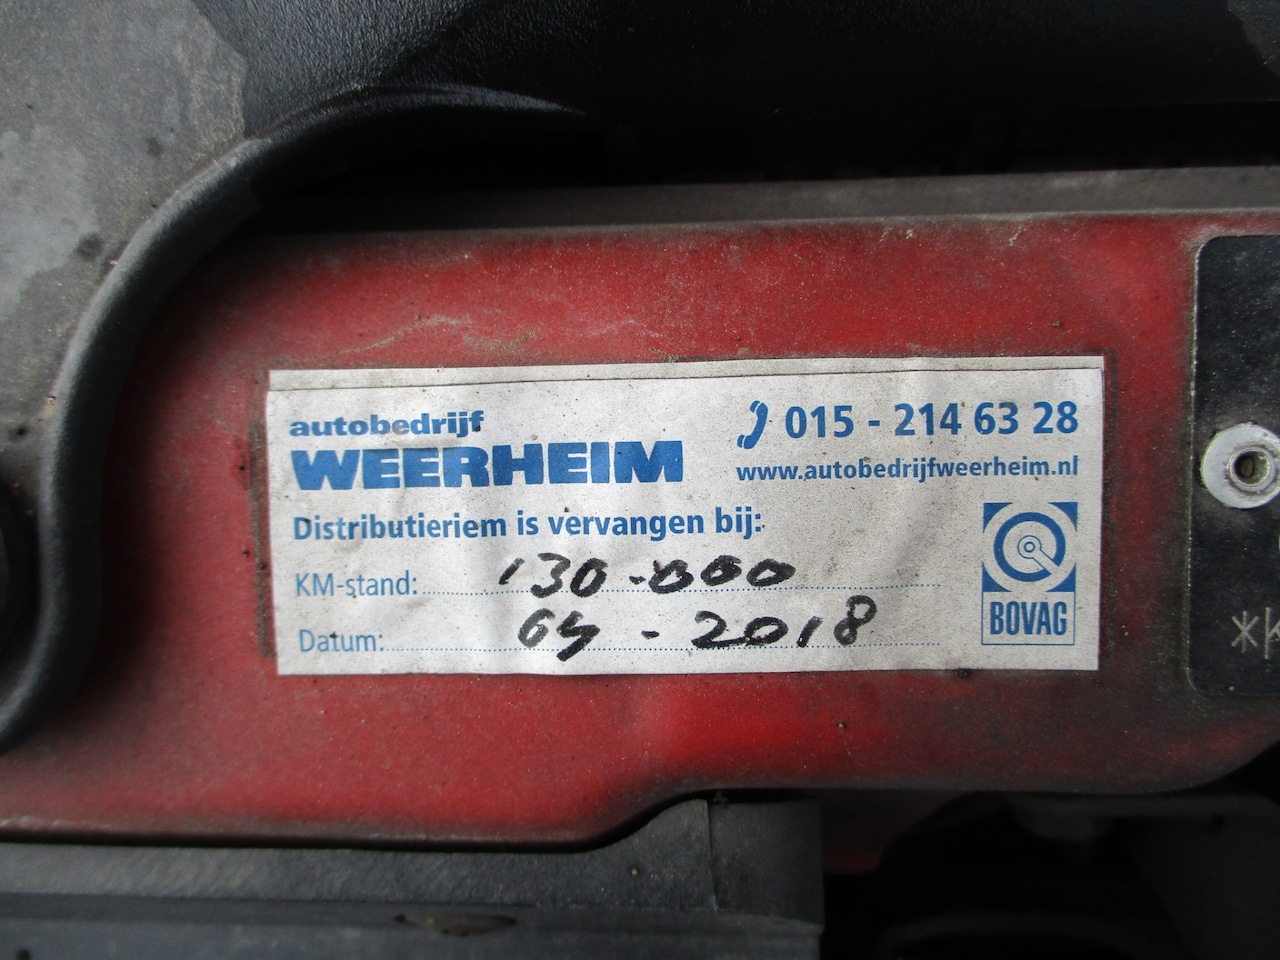 autobedrijf
WEERHEIM
015 - 214 63 28
www.autobedrijfweerheim.nl
Distributieriem is vervangen bij:
KM-stand: 130.000
Datum: 04 - 2018
BOVAG
*K